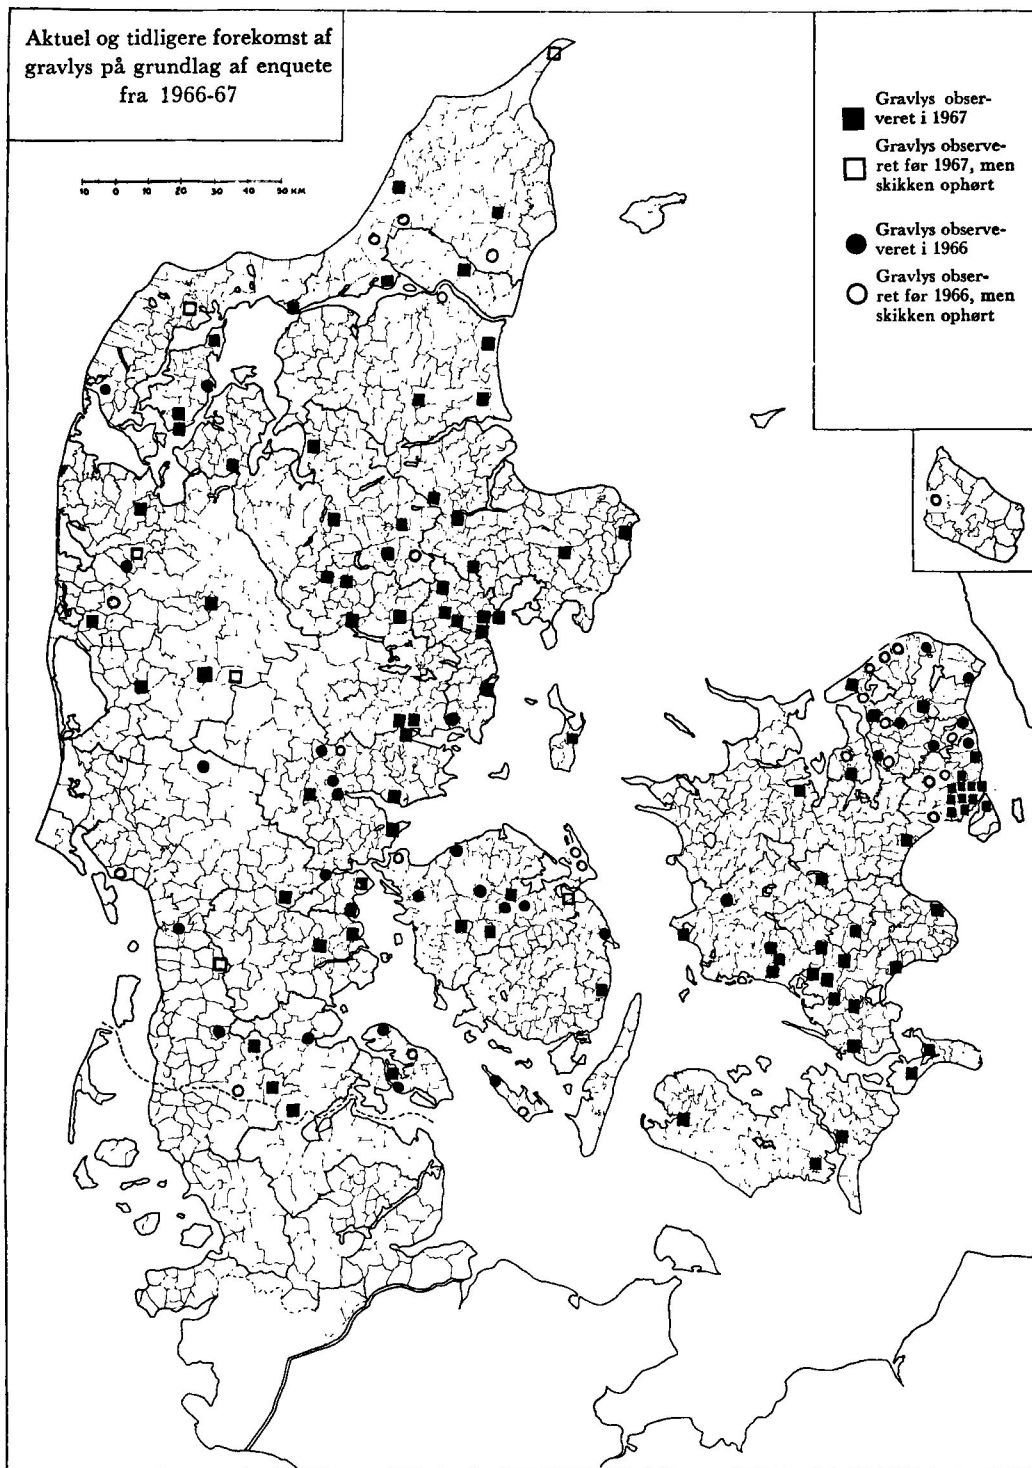 Aktuel og tidligere forekomst af
gravlys på grundlag af enquete
fra 1966-67
10 0 10 20 30 40 50 KM
Gravlys obser-
veret i 1967
Gravlys observe-
ret før 1967, men
skikken ophørt
Gravlys observe-
veret i 1966
Gravlys obser-
ret før 1966, men
skikken ophørt